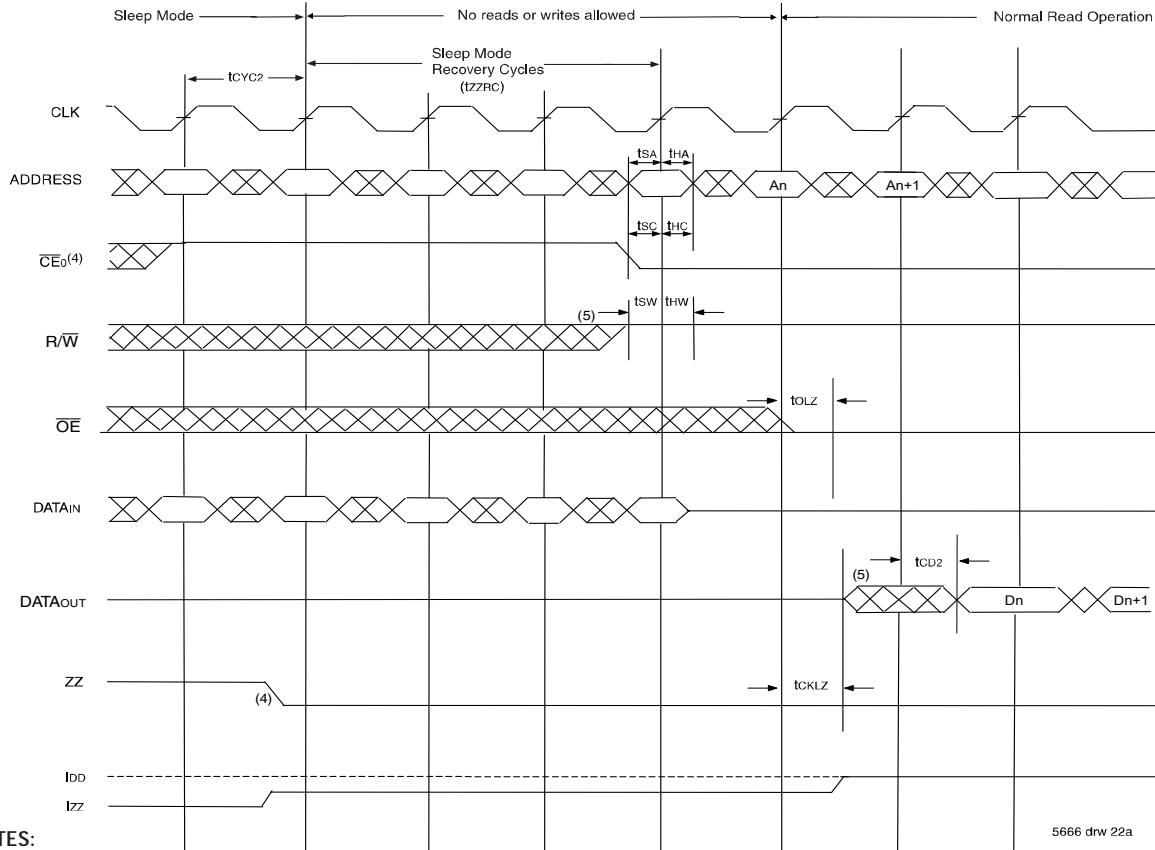 Sleep Mode
No reads or writes allowed
Normal Read Operation
Sleep Mode
Recovery Cycles
(tZZRC)
tCYC2
CLK
tSA tHA
ADDRESS
An
An+1
tSC tHC
CE0(4)
tSW tHW
(5)
R/W
tOLZ
OE
DATAIN
tCD2
(5)
DATAOUT
Dn
Dn+1
ZZ
(4)
tCKLZ
IDD
IZZ
5666 drw 22a
TES: